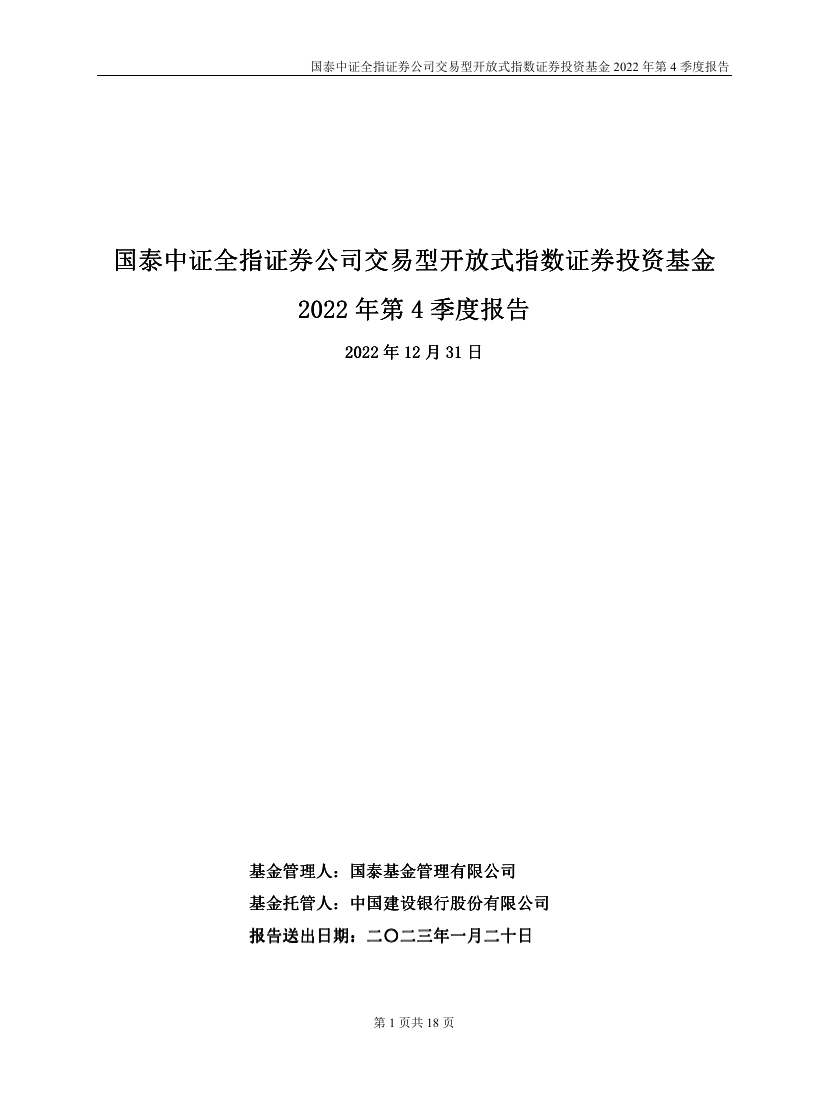 国泰中证全指证券公司交易型开放式指数证券投资基金 2022 年第 4 季度报告
国泰中证全指证券公司交易型开放式指数证券投资基金
2022 年第 4 季度报告
2022 年 12 月 31 日
基金管理人：国泰基金管理有限公司
基金托管人：中国建设银行股份有限公司
报告送出日期：二〇二三年一月二十日
第 1 页共 18 页